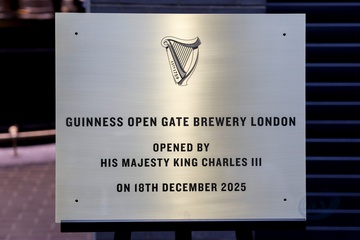 GUINNESS OPEN GATE BREWERY LONDON
OPENED BY
HIS MAJESTY KING CHARLES III
ON 18TH DECEMBER 2025